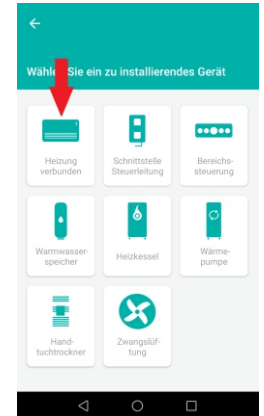 Wählen Sie ein zu installierendes Gerät
Heizung
verbunden
Schnittstelle
Steuerleitung
Bereichs-
steuerung
Warmwasser-
speicher
Heizkessel
Wärme-
pumpe
Hand-
tuchtrockner
Zwangslüf-
tung